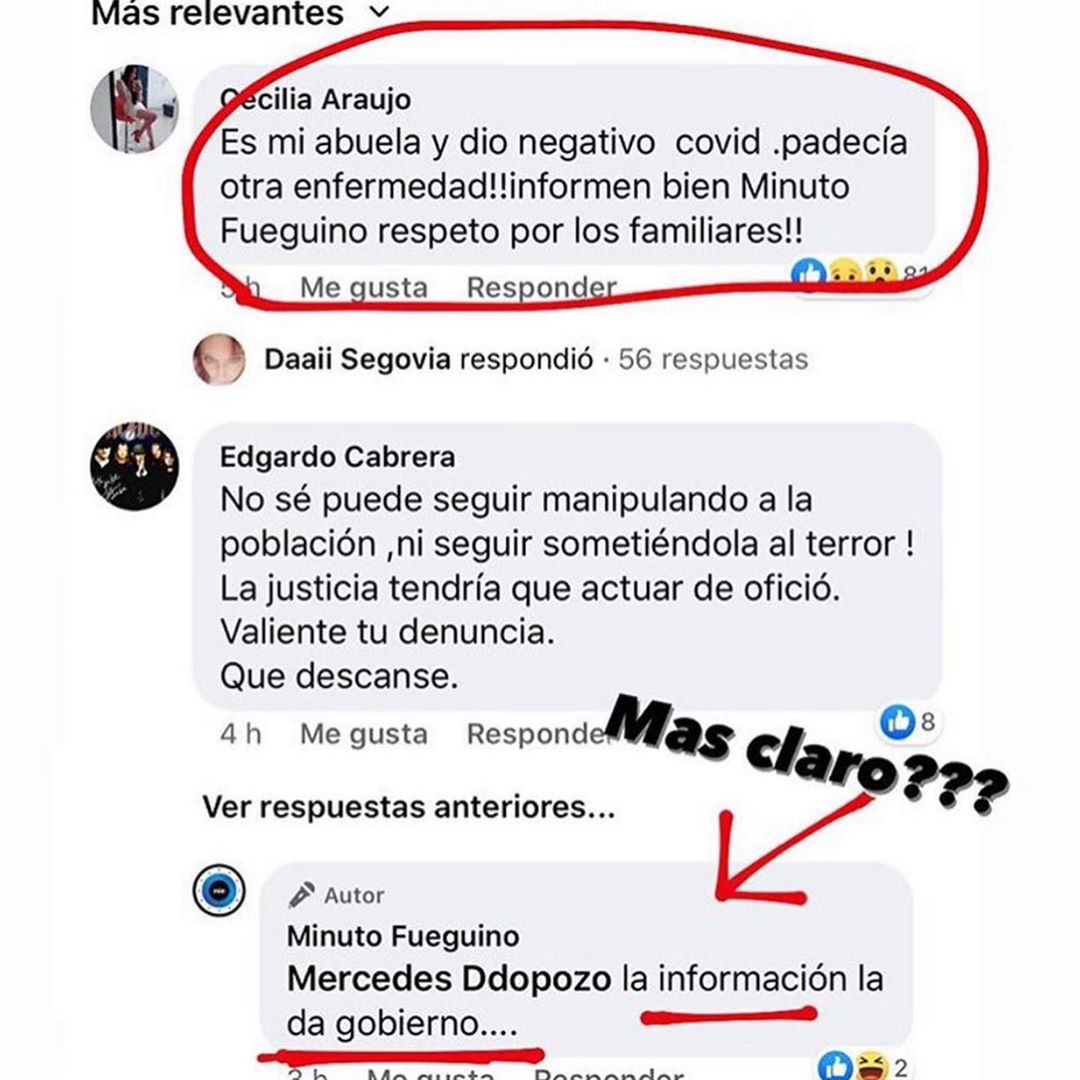 Más relevantes
Cecilia Araujo
Es mi abuela y dio negativo covid .padecía
otra enfermedad!!informen bien Minuto
Fueguino respeto por los familiares!!
5 h Me gusta Responder 81
Daaii Segovia respondió · 56 respuestas
Edgardo Cabrera
No sé puede seguir manipulando a la
población ,ni seguir sometiéndola al terror !
La justicia tendría que actuar de ofició.
Valiente tu denuncia.
Que descanse.
4 h Me gusta Responder 8
Mas claro???
Ver respuestas anteriores...
Autor
Minuto Fueguino
Mercedes Ddopozo la información la
da gobierno....
3 h Me gusta Responder 2